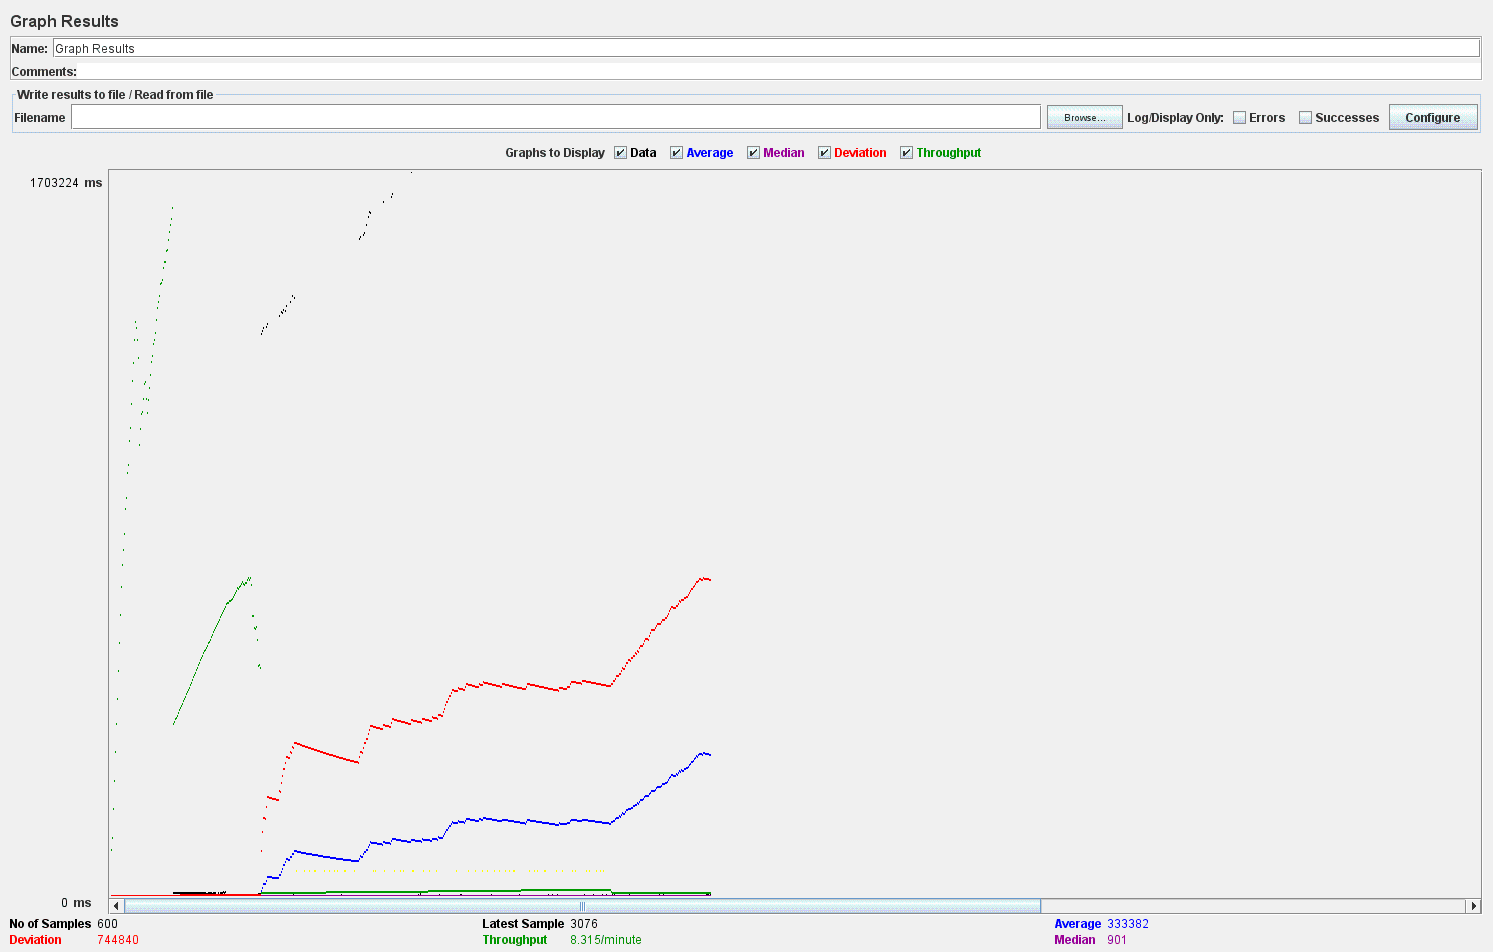 Graph Results
Name: Graph Results
Comments:
Write results to file / Read from file
Filename Browse... Log/Display Only: Errors Successes Configure
Graphs to Display Data Average Median Deviation Throughput
1703224 ms
0 ms
No of Samples 600 Latest Sample 3076 Average 333382
Deviation 744840 Throughput 8.315/minute Median 901